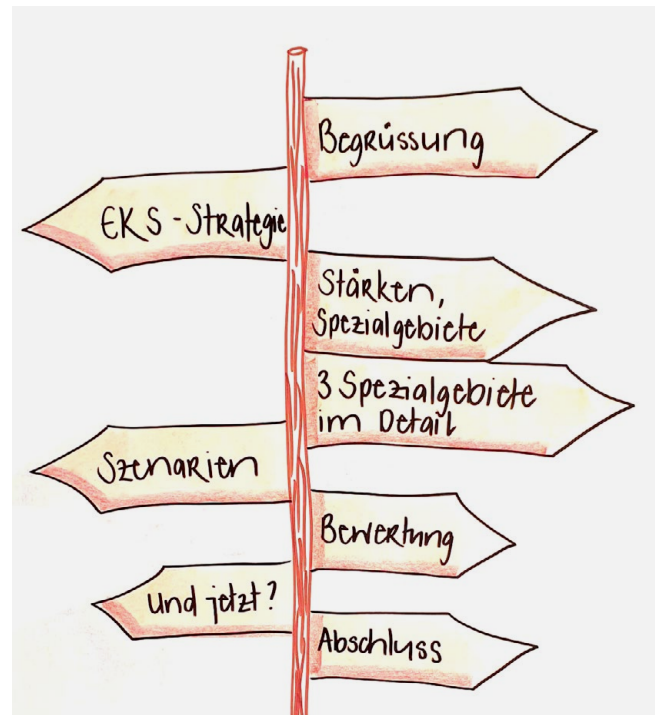 Begrüssung
EKS-Strategie
Stärken,
Spezialgebiete
3 Spezialgebiete
im Detail
Szenarien
Bewertung
Und jetzt?
Abschluss